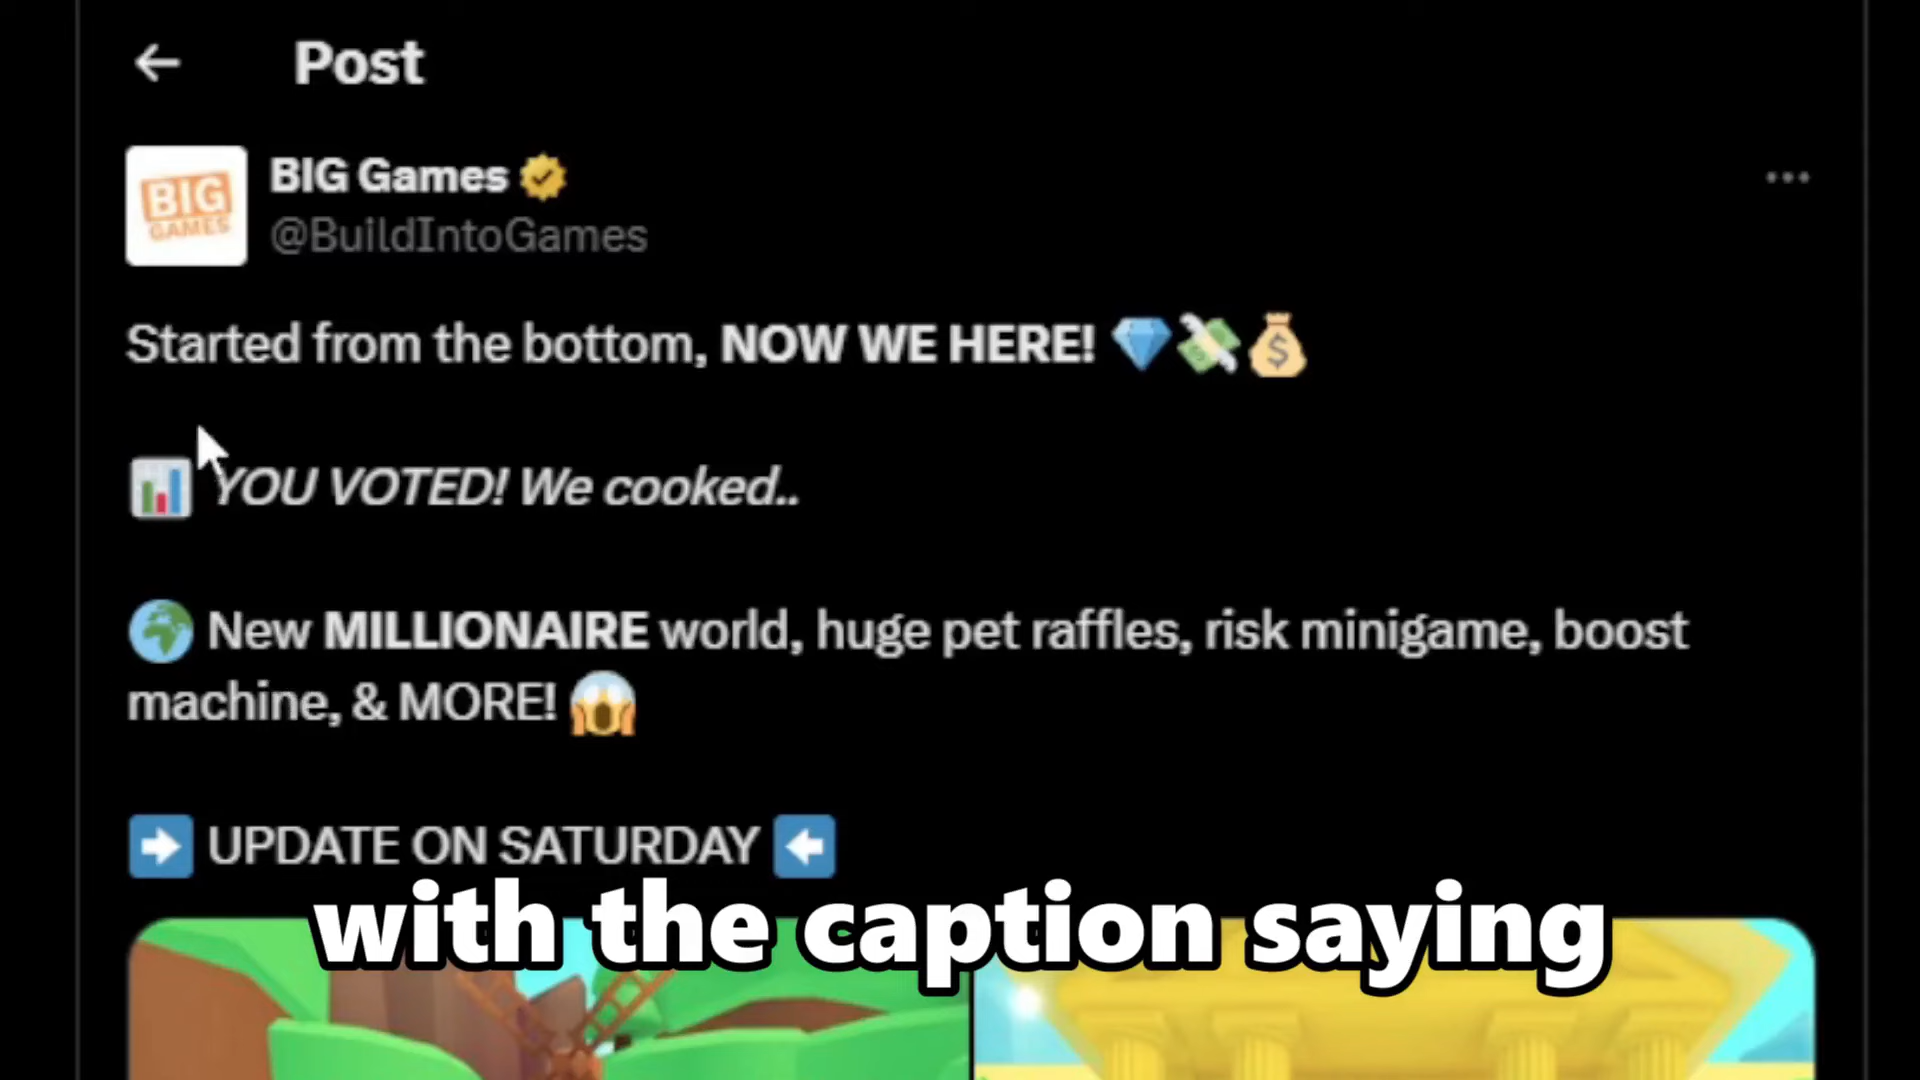 Post
BIG GAMES
BIG Games
@BuildIntoGames
Started from the bottom, NOW WE HERE! 💎💸💰
📊 YOU VOTED! We cooked..
🌍 New MILLIONAIRE world, huge pet raffles, risk minigame, boost
machine, & MORE! 😱
➡️ UPDATE ON SATURDAY ⬅️
with the caption saying